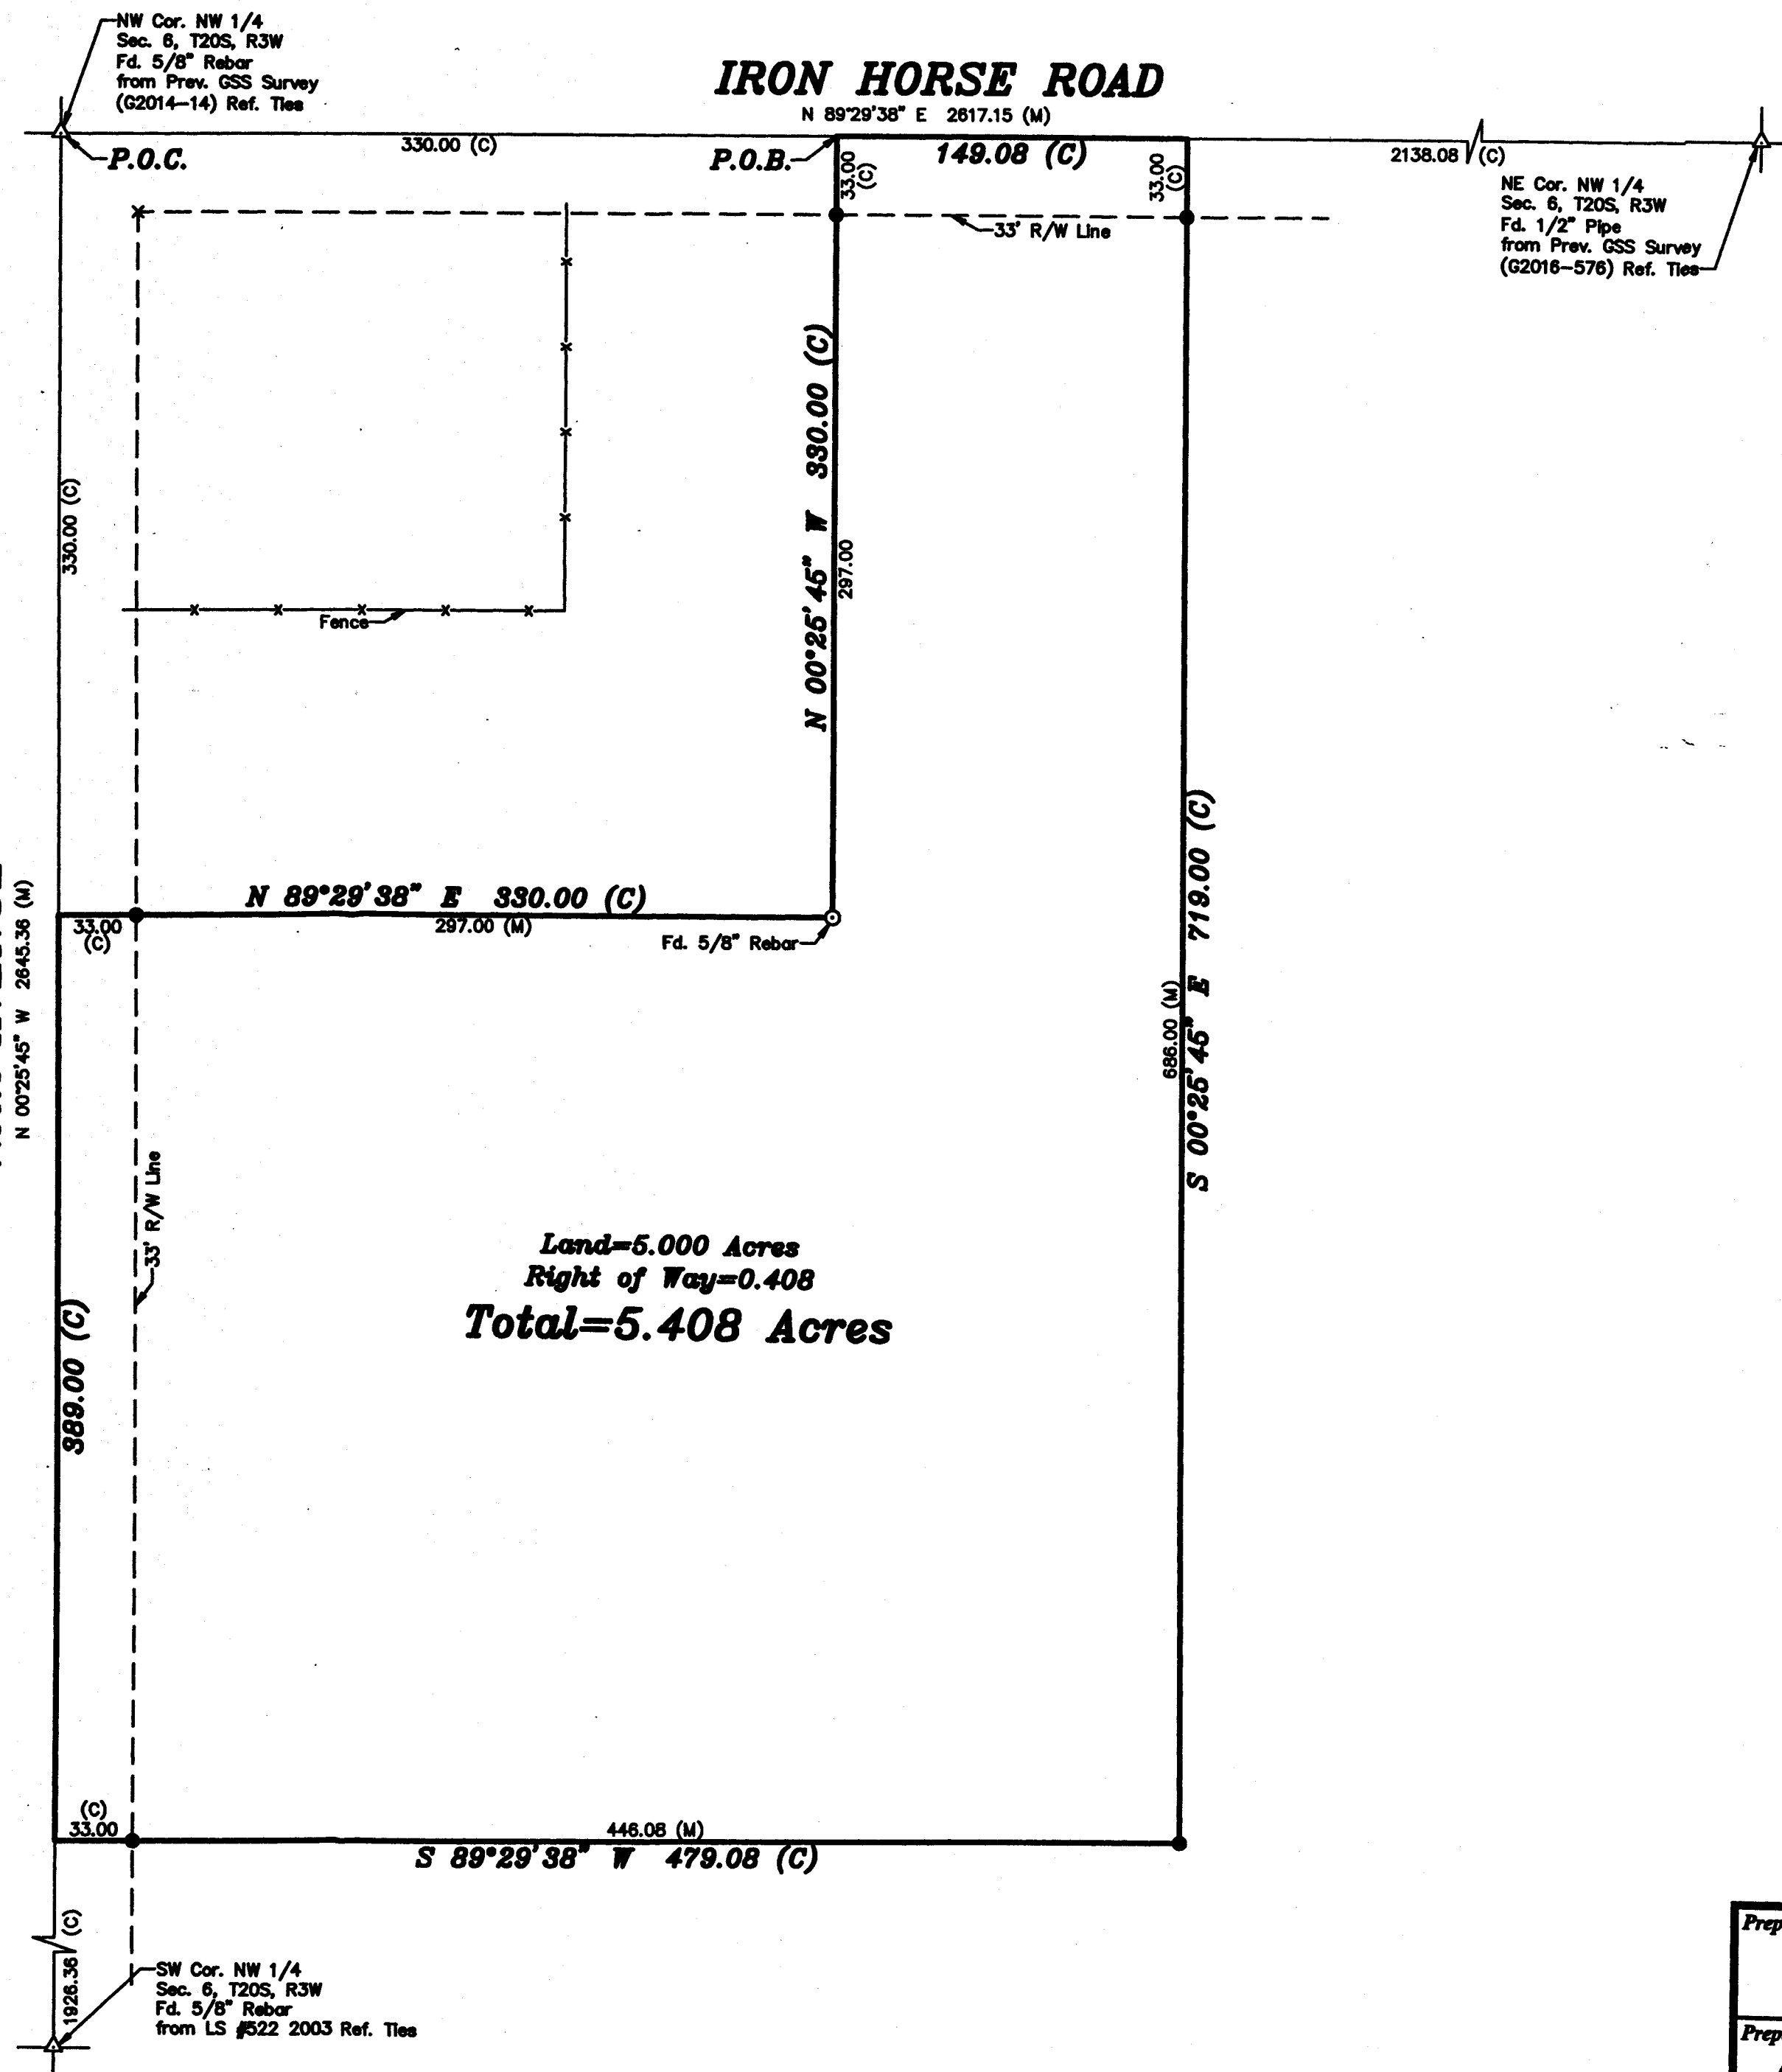 NW Cor. NW 1/4
Sec. 6, T20S, R3W
Fd. 5/8" Rebar
from Prev. GSS Survey
(G2014-14) Ref. Ties
IRON HORSE ROAD
N 89°29'38" E 2617.15 (M)
P.O.C.
330.00 (C)
P.O.B.
149.08 (C)
2138.08 (C)
33.00
(C)
33.00
(C)
NE Cor. NW 1/4
Sec. 6, T20S, R3W
Fd. 1/2" Pipe
from Prev. GSS Survey
(G2016-576) Ref. Ties
33' R/W Line
330.00 (C)
N 00°25'45" W 330.00 (C)
297.00
Fence
N 00°25'45" W 2645.36 (M)
N 89°29'38" E 330.00 (C)
33.00
(C)
297.00 (M)
Fd. 5/8" Rebar
S 00°25'45" E 719.00 (C)
686.00 (M)
33' R/W Line
Land=5.000 Acres
Right of Way=0.408
Total=5.408 Acres
389.00 (C)
(C)
33.00
446.08 (M)
S 89°29'38" W 479.08 (C)
1926.36 (C)
SW Cor. NW 1/4
Sec. 6, T20S, R3W
Fd. 5/8" Rebar
from LS #522 2003 Ref. Ties
Prep
Prep